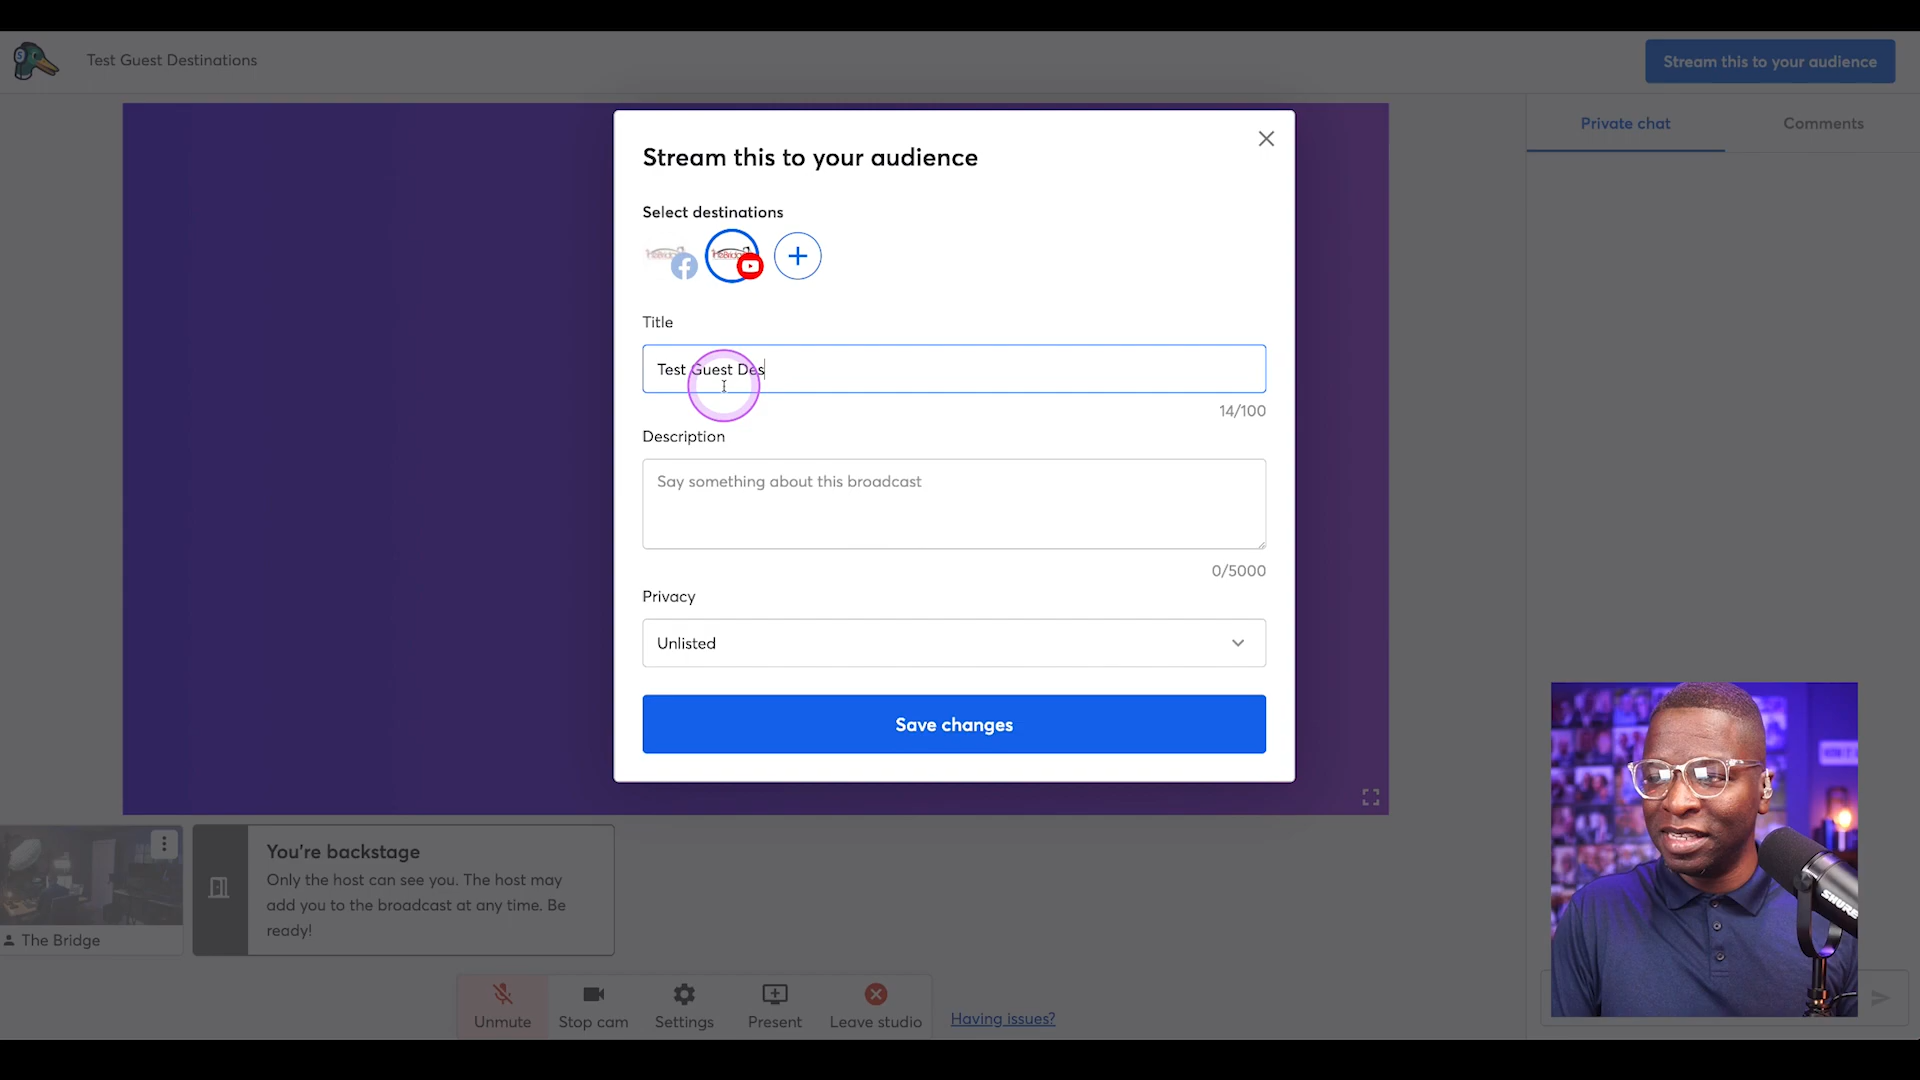 Test Guest Destinations
Stream this to your audience
Private chat
Comments
Stream this to your audience
Select destinations
Title
Test Guest Des
14/100
Description
Say something about this broadcast
0/5000
Privacy
Unlisted
Save changes
You're backstage
Only the host can see you. The host may
add you to the broadcast at any time. Be
ready!
The Bridge
Unmute
Stop cam
Settings
Present
Leave studio
Having issues?
SHURE